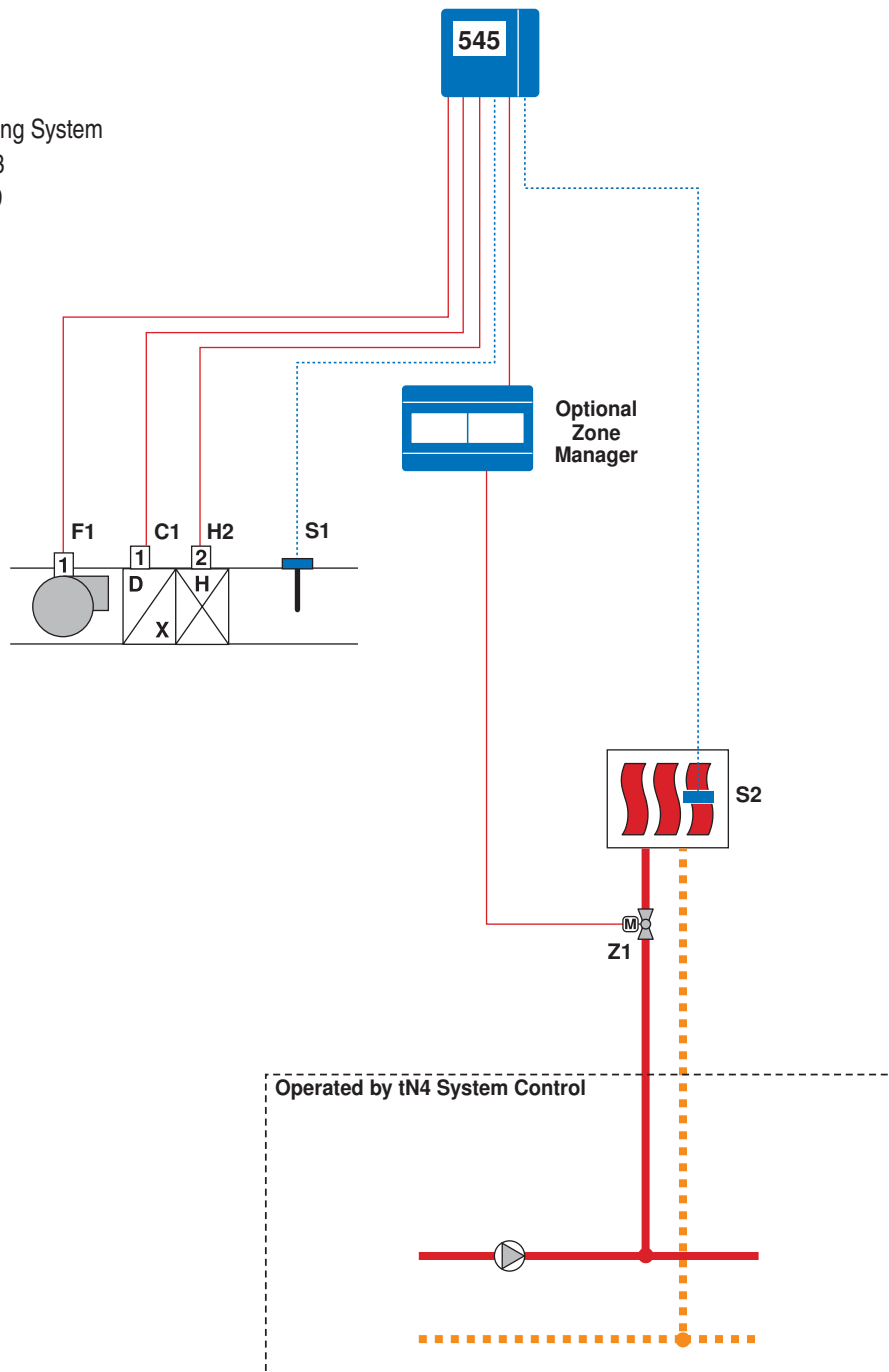 545
ng System
Optional
Zone
Manager
F1 C1 H2 S1
1 1 2
D H
X
S2
M
Z1
Operated by tN4 System Control